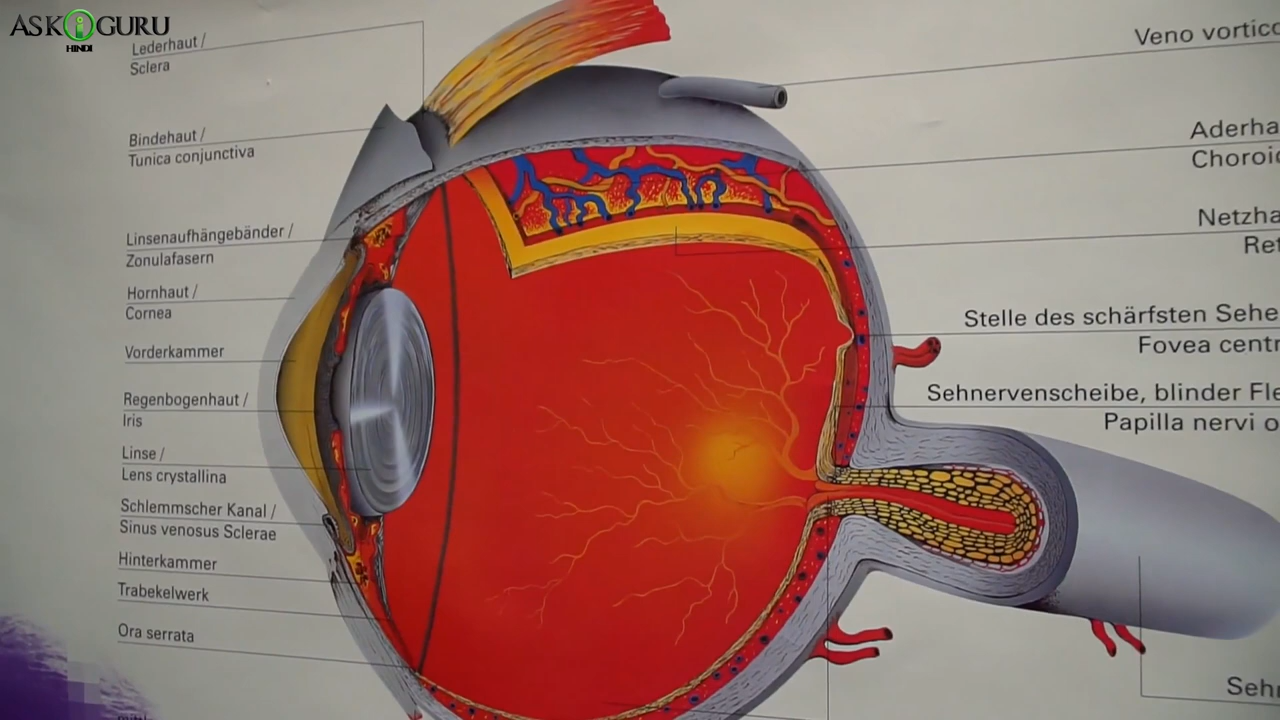 ASK i GURU
HINDI
Lederhaut /
Sclera
Bindehaut /
Tunica conjunctiva
Linsenaufhängebänder /
Zonulafasern
Hornhaut /
Cornea
Vorderkammer
Regenbogenhaut /
Iris
Linse /
Lens crystallina
Schlemmscher Kanal /
Sinus venosus Sclerae
Hinterkammer
Trabekelwerk
Ora serrata
Veno vortico
Aderha
Choroid
Netzha
Ret
Stelle des schärfsten Sehe
Fovea centr
Sehnervenscheibe, blinder Fle
Papilla nervi o
Sehn